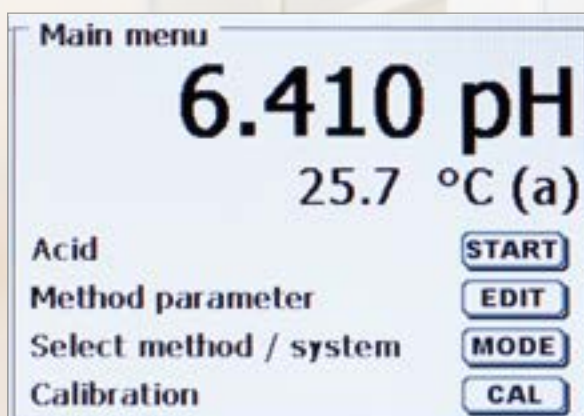 Main menu
6.410 pH
25.7 °C (a)
Acid START
Method parameter EDIT
Select method / system MODE
Calibration CAL